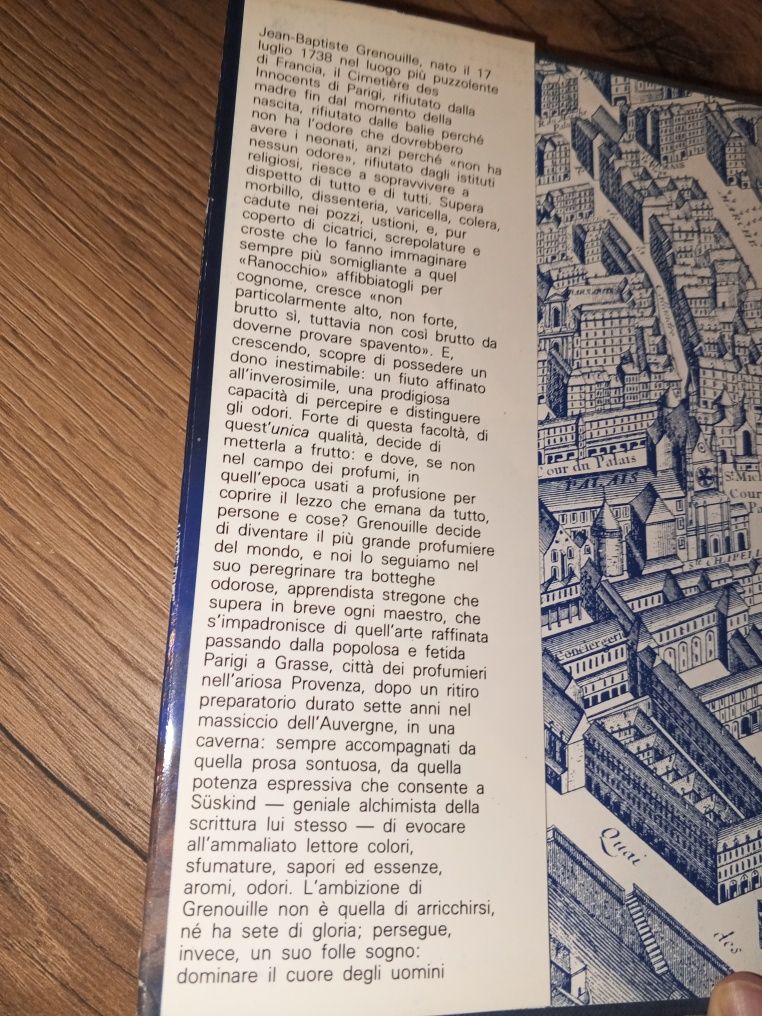 Jean-Baptiste Grenouille, nato il 17
luglio 1738 nel luogo più puzzolente
di Francia, il Cimetière des
Innocents di Parigi, rifiutato dalla
madre fin dal momento della
nascita, rifiutato dalle balie perché
non ha l'odore che dovrebbero
avere i neonati, anzi perché «non ha
nessun odore», rifiutato dagli istituti
religiosi, riesce a sopravvivere a
dispetto di tutto e di tutti. Supera
morbillo, dissenteria, varicella, colera,
cadute nei pozzi, ustioni, e, pur
coperto di cicatrici, screpolature e
croste che lo fanno immaginare
sempre più somigliante a quel
«Ranocchio» affibbiatogli per
cognome, cresce «non
particolarmente alto, non forte,
brutto sì, tuttavia non così brutto da
doverne provare spavento». E,
crescendo, scopre di possedere un
dono inestimabile: un fiuto affinato
all'inverosimile, una prodigiosa
capacità di percepire e distinguere
gli odori. Forte di questa facoltà, di
quest'unica qualità, decide di
metterla a frutto: e dove, se non
nel campo dei profumi, in
quell'epoca usati a profusione per
coprire il lezzo che emana da tutto,
persone e cose? Grenouille decide
di diventare il più grande profumiere
del mondo, e noi lo seguiamo nel
suo peregrinare tra botteghe
odorose, apprendista stregone che
supera in breve ogni maestro, che
s'impadronisce di quell'arte raffinata
passando dalla popolosa e fetida
Parigi a Grasse, città dei profumieri
nell'ariosa Provenza, dopo un ritiro
preparatorio durato sette anni nel
massiccio dell'Auvergne, in una
caverna: sempre accompagnati da
quella prosa sontuosa, da quella
potenza espressiva che consente a
Süskind — geniale alchimista della
scrittura lui stesso — di evocare
all'ammaliato lettore colori,
sfumature, sapori ed essenze,
aromi, odori. L'ambizione di
Grenouille non è quella di arricchirsi,
né ha sete di gloria; persegue,
invece, un suo folle sogno:
dominare il cuore degli uomini
Cour du Palais
PALAIS
St Mich
Cour
Pa
Ste CHAPELL
Conciergerie
Quai
des